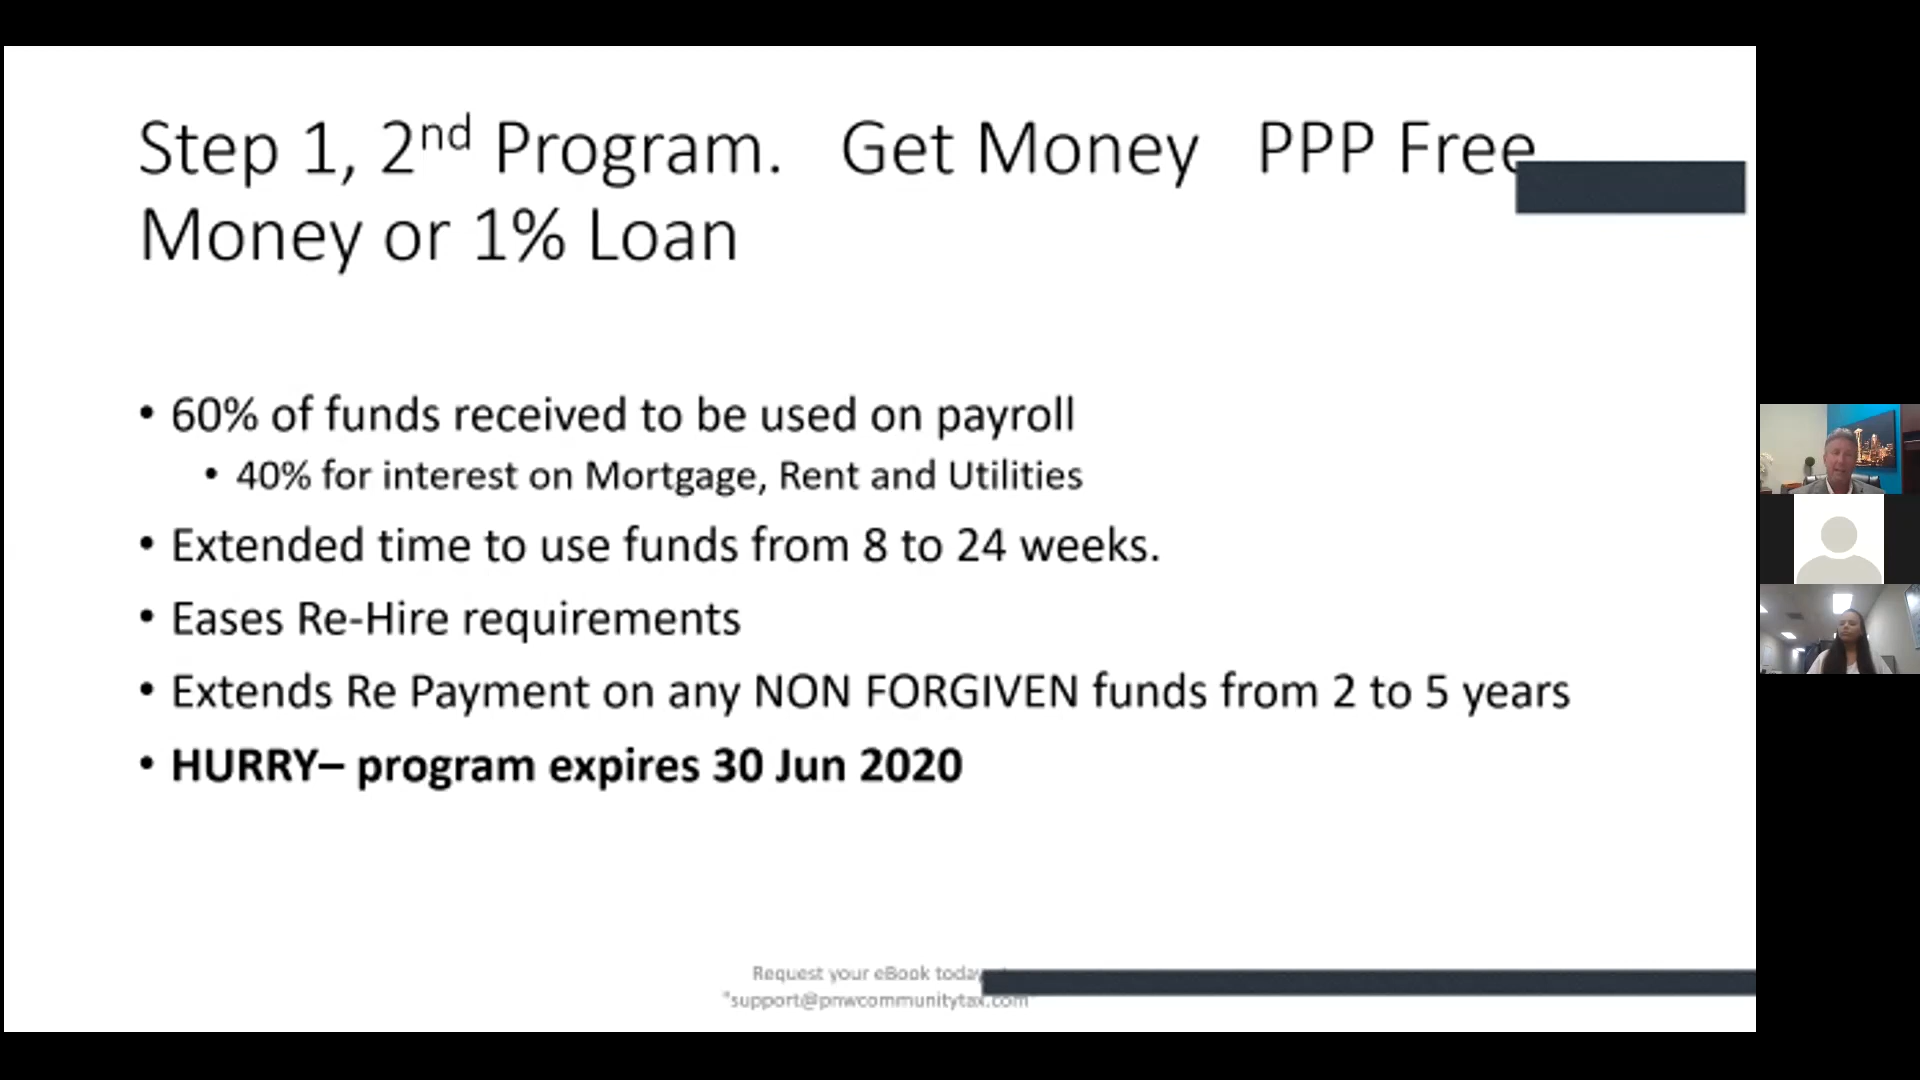 Step 1, 2nd Program. Get Money PPP Free
Money or 1% Loan
• 60% of funds received to be used on payroll
• 40% for interest on Mortgage, Rent and Utilities
• Extended time to use funds from 8 to 24 weeks.
• Eases Re-Hire requirements
• Extends Re Payment on any NON FORGIVEN funds from 2 to 5 years
• HURRY– program expires 30 Jun 2020
Request your eBook today
"support@pnwcommunitytax.com